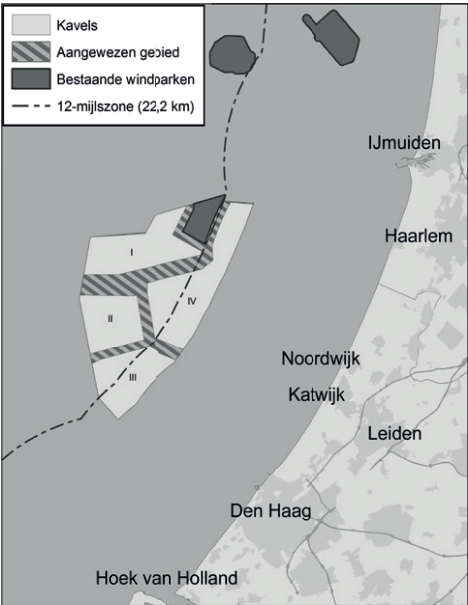 Kavels
Aangewezen gebied
Bestaande windparken
12-mijlszone (22,2 km)
IJmuiden
Haarlem
I
IV
II
III
Noordwijk
Katwijk
Leiden
Den Haag
Hoek van Holland